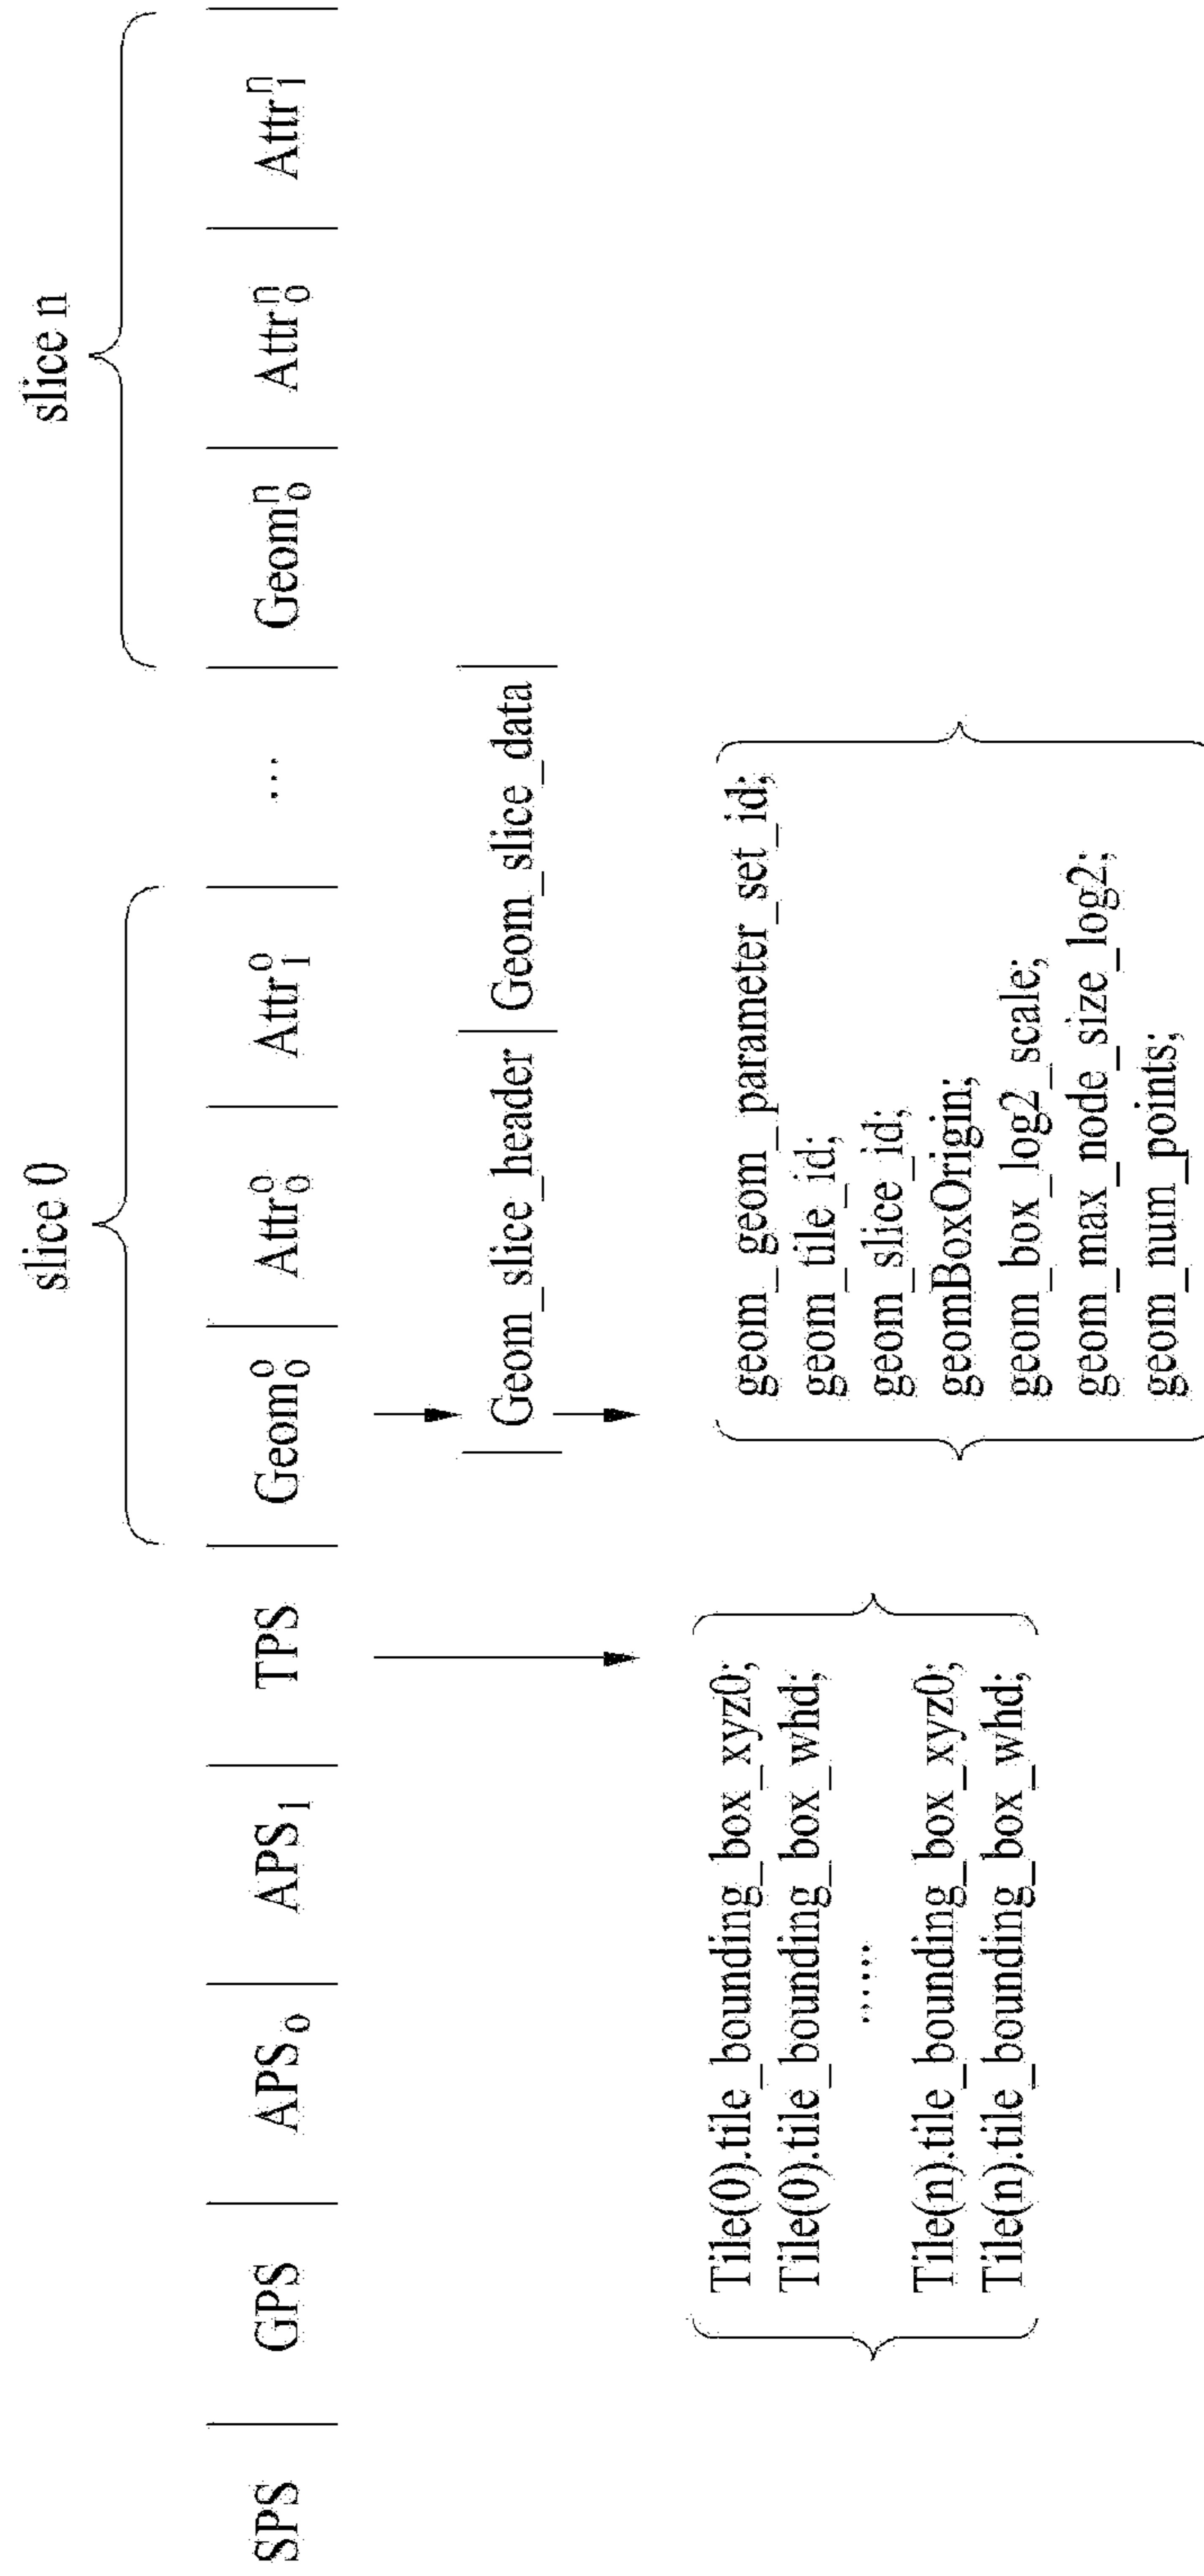 slice 0
slice n
SPS GPS APS₀ APS₁ TPS Geom₀⁰ Attr₀⁰ Attr₁⁰ ... Geom₀ⁿ Attr₀ⁿ Attr₁ⁿ
Geom_slice_header Geom_slice_data
Tile(0).tile_bounding_box_xyz0;
Tile(0).tile_bounding_box_whd;
......
Tile(n).tile_bounding_box_xyz0;
Tile(n).tile_bounding_box_whd;
geom_geom_parameter_set_id;
geom_tile_id;
geom_slice_id;
geomBoxOrigin;
geom_box_log2_scale;
geom_max_node_size_log2;
geom_num_points;